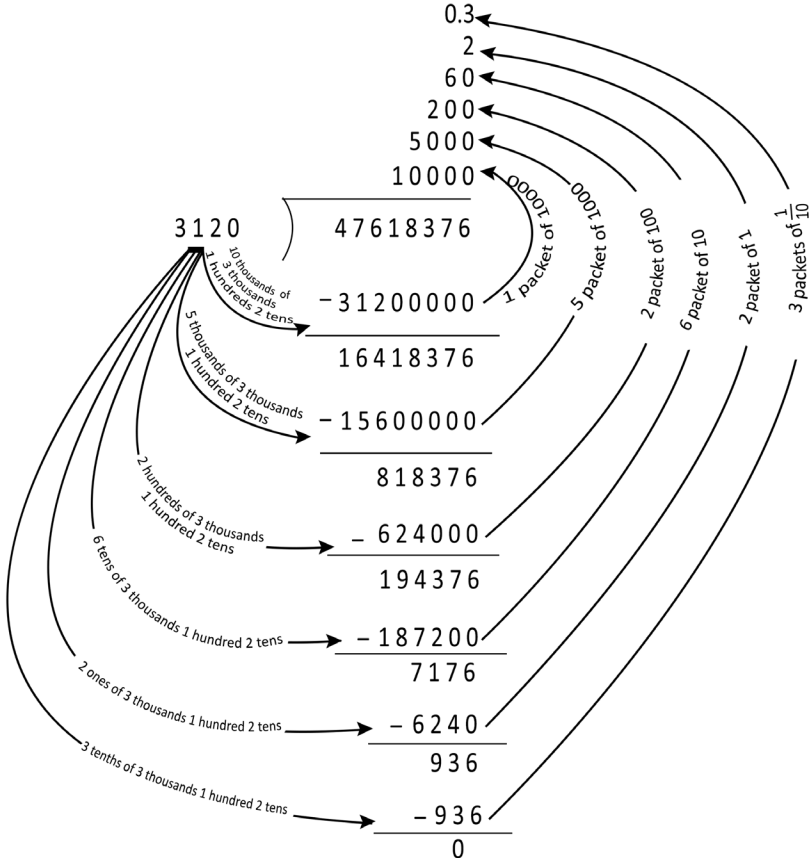 0.3
2
60
200
5000
10000
3120
47618376
10 thousands of
3 thousands
1 hundreds 2 tens
−31200000
1 packet of 10000
16418376
5 thousands of 3 thousands
1 hundred 2 tens
−15600000
5 packet of 1000
818376
2 hundreds of 3 thousands
1 hundred 2 tens
− 624000
2 packet of 100
194376
6 tens of 3 thousands 1 hundred 2 tens
−187200
6 packet of 10
7176
2 ones of 3 thousands 1 hundred 2 tens
−6240
2 packet of 1
936
3 tenths of 3 thousands 1 hundred 2 tens
−936
3 packets of 1/10
0